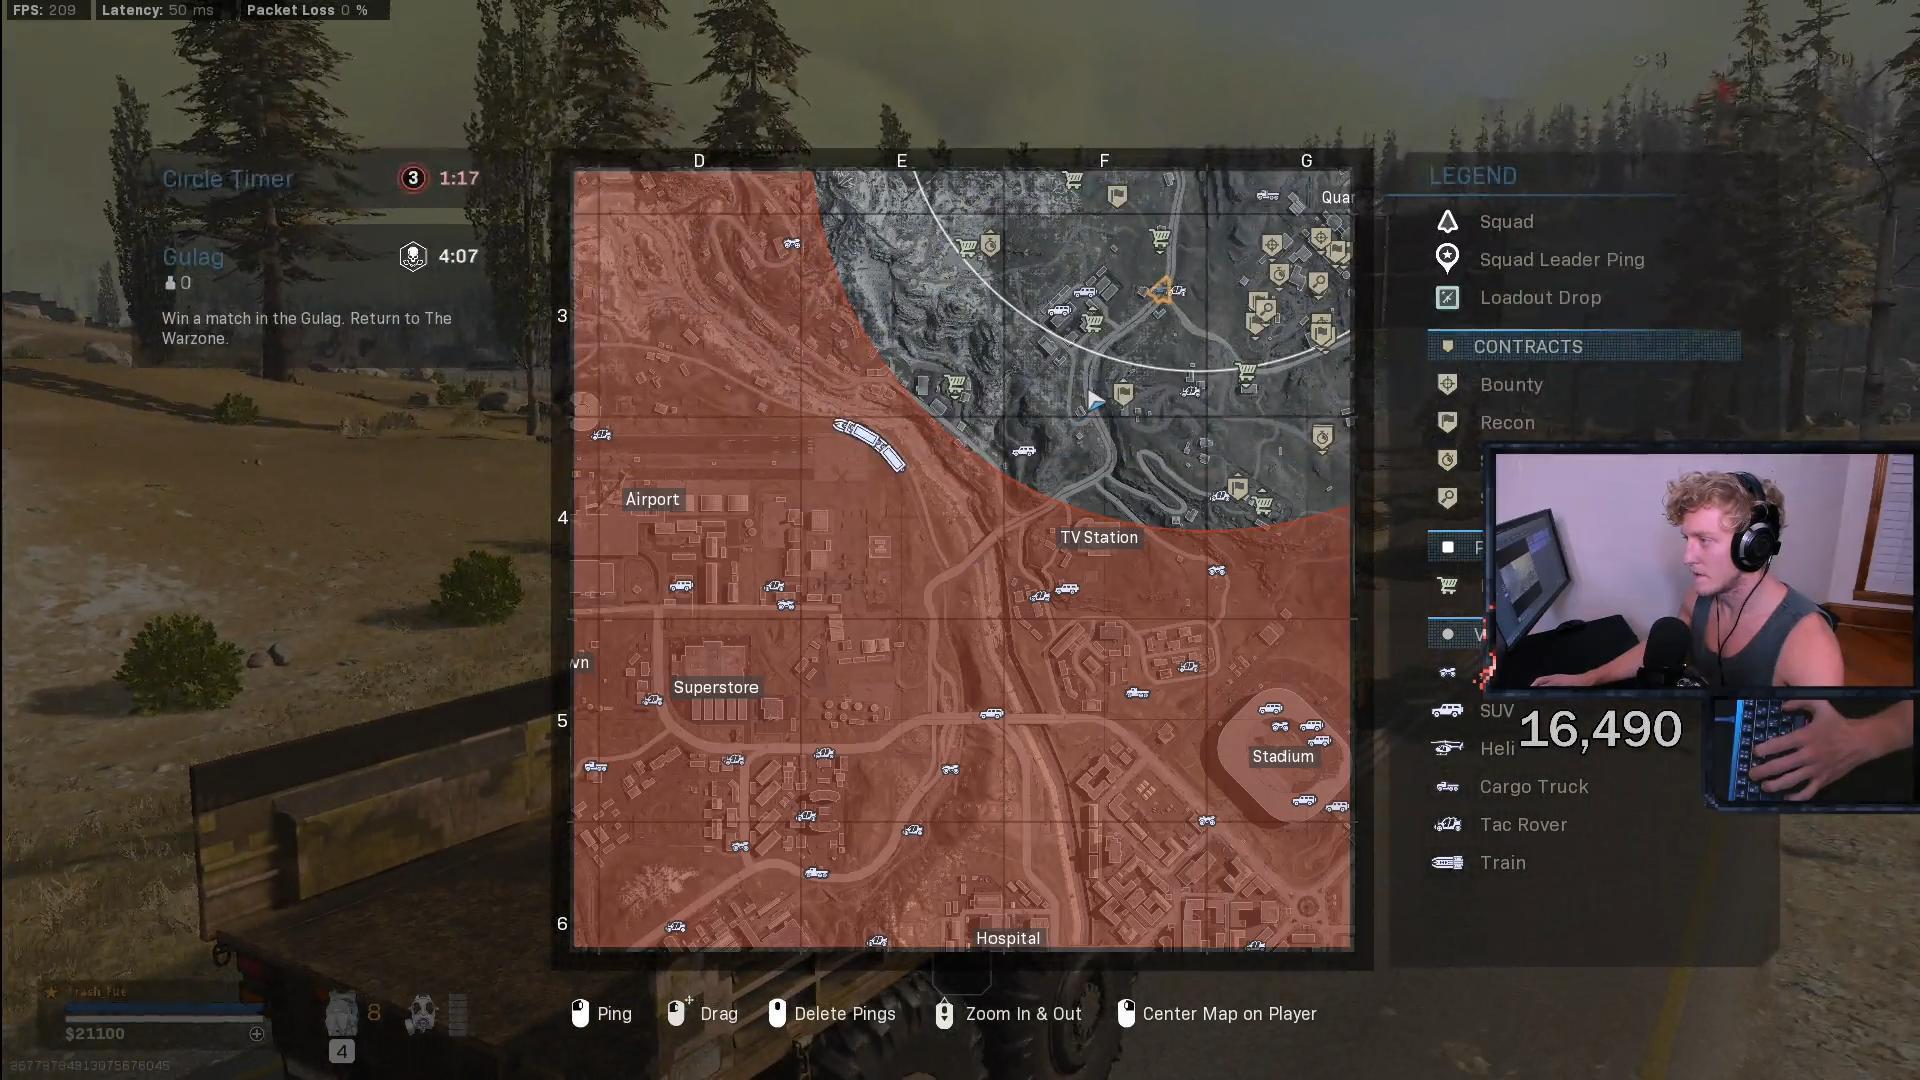 FPS: 209 Latency: 50 ms Packet Loss 0 %
Circle Timer 3 1:17
Gulag 4:07
0
Win a match in the Gulag. Return to The
Warzone.
D E F G
3
4
5
6
Quar
Airport
TV Station
wn
Superstore
Stadium
Hospital
LEGEND
Squad
Squad Leader Ping
Loadout Drop
CONTRACTS
Bounty
Recon
F
V
SUV
16,490
Heli
Cargo Truck
Tac Rover
Train
$21100
8
4
Ping Drag Delete Pings Zoom In & Out Center Map on Player